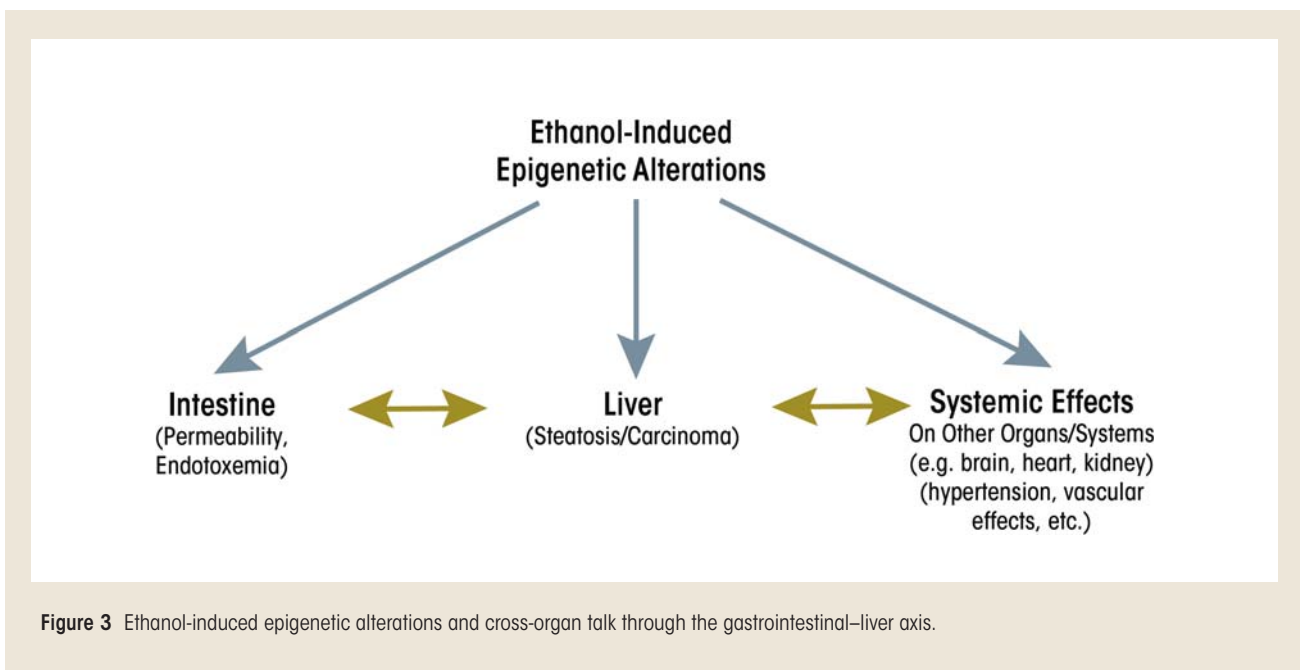 Ethanol-Induced
Epigenetic Alterations
Intestine
(Permeability,
Endotoxemia)
Liver
(Steatosis/Carcinoma)
Systemic Effects
On Other Organs/Systems
(e.g. brain, heart, kidney)
(hypertension, vascular
effects, etc.)
Figure 3 Ethanol-induced epigenetic alterations and cross-organ talk through the gastrointestinal–liver axis.